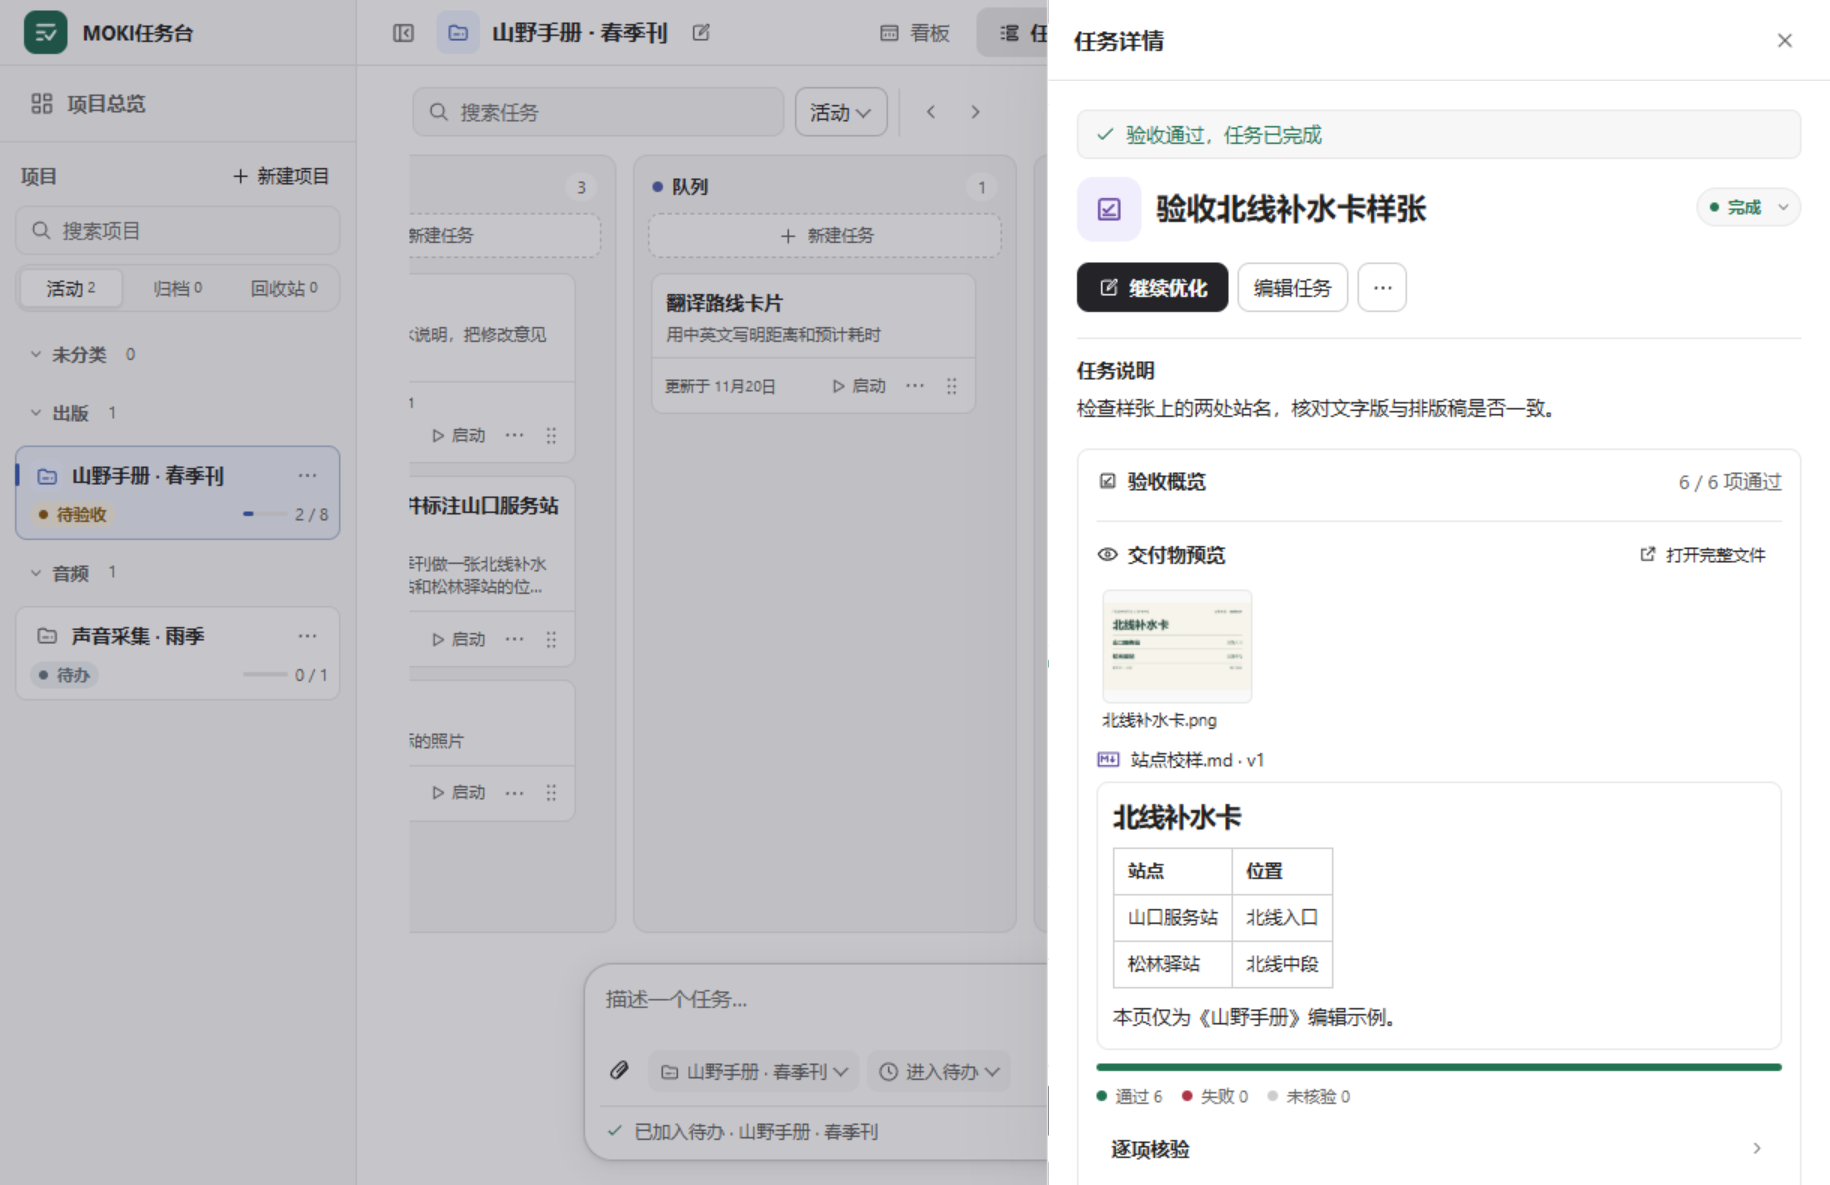 MOKI任务台
项目总览
项目
新建项目
搜索项目
活动 2
归档 0
回收站 0
未分类 0
出版 1
山野手册 · 春季刊
待验收
2 / 8
音频 1
声音采集 · 雨季
待办
0 / 1
山野手册 · 春季刊
看板
搜索任务
活动
3
新建任务
说明，把修改意见
1
启动
标注山口服务站
刊做一张北线补水
和松林驿站的位...
启动
的照片
启动
队列
1
新建任务
翻译路线卡片
用中英文写明距离和预计耗时
更新于 11月20日
启动
描述一个任务...
山野手册 · 春季刊
进入待办
已加入待办 · 山野手册 · 春季刊
任务详情
验收通过，任务已完成
验收北线补水卡样张
完成
继续优化
编辑任务
任务说明
检查样张上的两处站名，核对文字版与排版稿是否一致。
验收概览
6 / 6 项通过
交付物预览
打开完整文件
北线补水卡
北线补水卡.png
站点校样.md · v1
北线补水卡
站点 位置
山口服务站 北线入口
松林驿站 北线中段
本页仅为《山野手册》编辑示例。
通过 6
失败 0
未核验 0
逐项核验